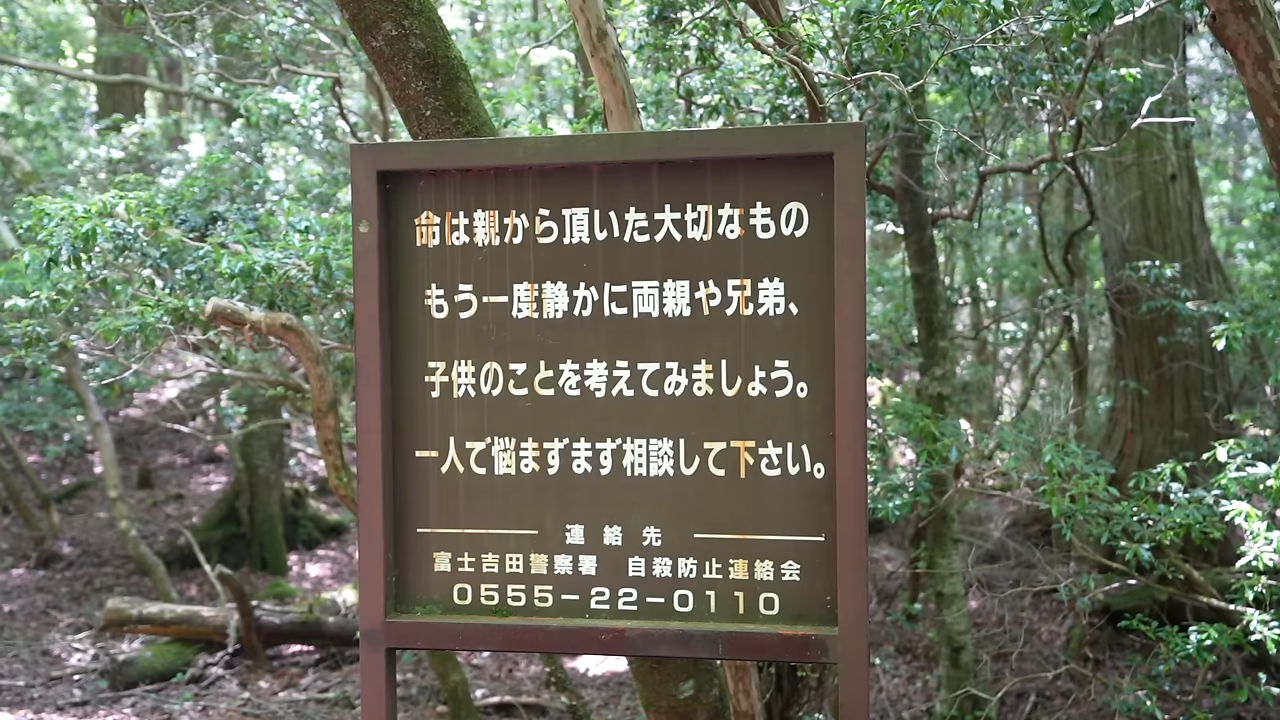 命は親から頂いた大切なもの
もう一度静かに両親や兄弟、
子供のことを考えてみましょう。
一人で悩まずまず相談して下さい。
連絡先
富士吉田警察署　自殺防止連絡会
0555-22-0110